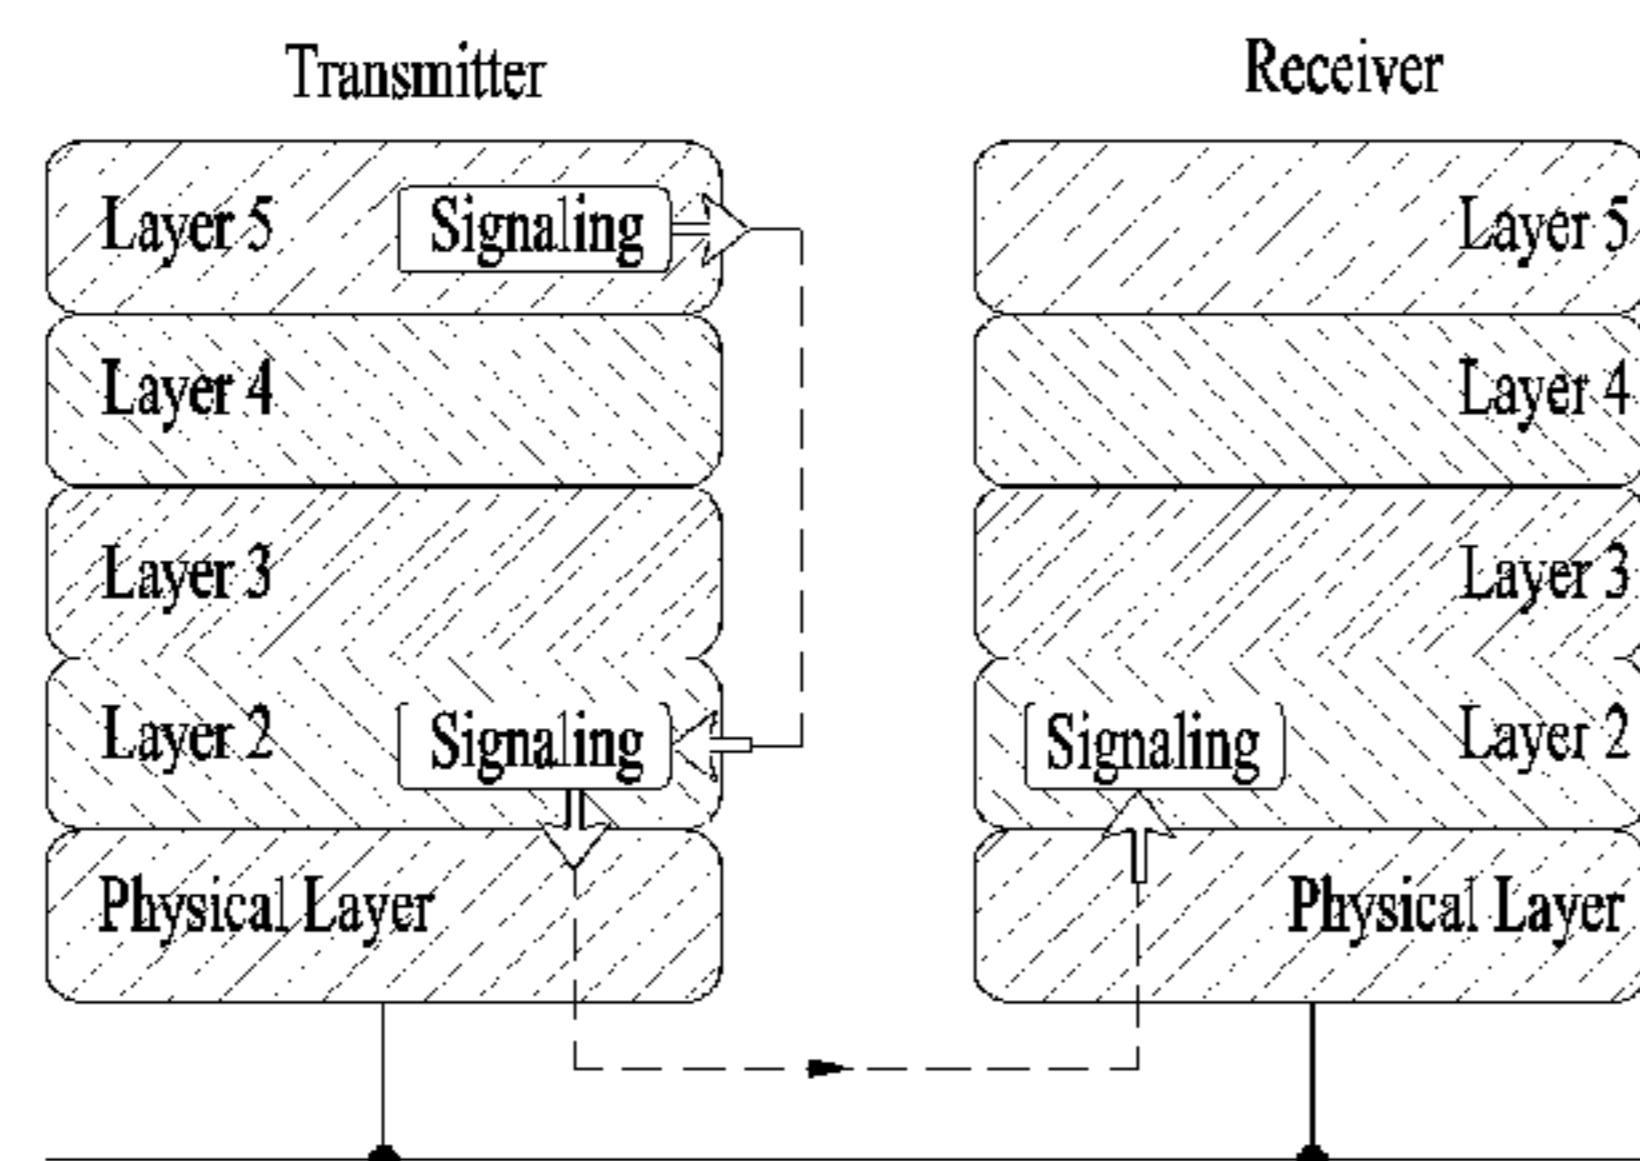 Transmitter
Receiver
Layer 5 Signaling
Layer 5
Layer 4
Layer 4
Layer 3
Layer 3
Layer 2 Signaling
Signaling Layer 2
Physical Layer
Physical Layer